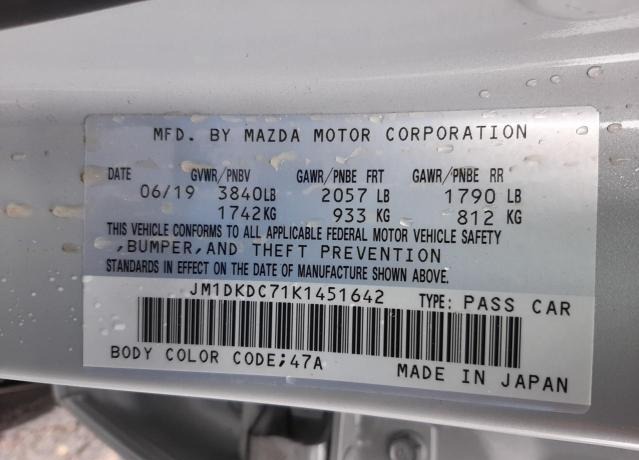 MFD. BY MAZDA MOTOR CORPORATION
DATE GVWR/PNBV GAWR/PNBE FRT GAWR/PNBE RR
06/19 3840LB 2057 LB 1790 LB
1742KG 933 KG 812 KG
THIS VEHICLE CONFORMS TO ALL APPLICABLE FEDERAL MOTOR VEHICLE SAFETY
,BUMPER,AND THEFT PREVENTION
STANDARDS IN EFFECT ON THE DATE OF MANUFACTURE SHOWN ABOVE.
JM1DKDC71K1451642 TYPE: PASS CAR
BODY COLOR CODE;47A
MADE IN JAPAN